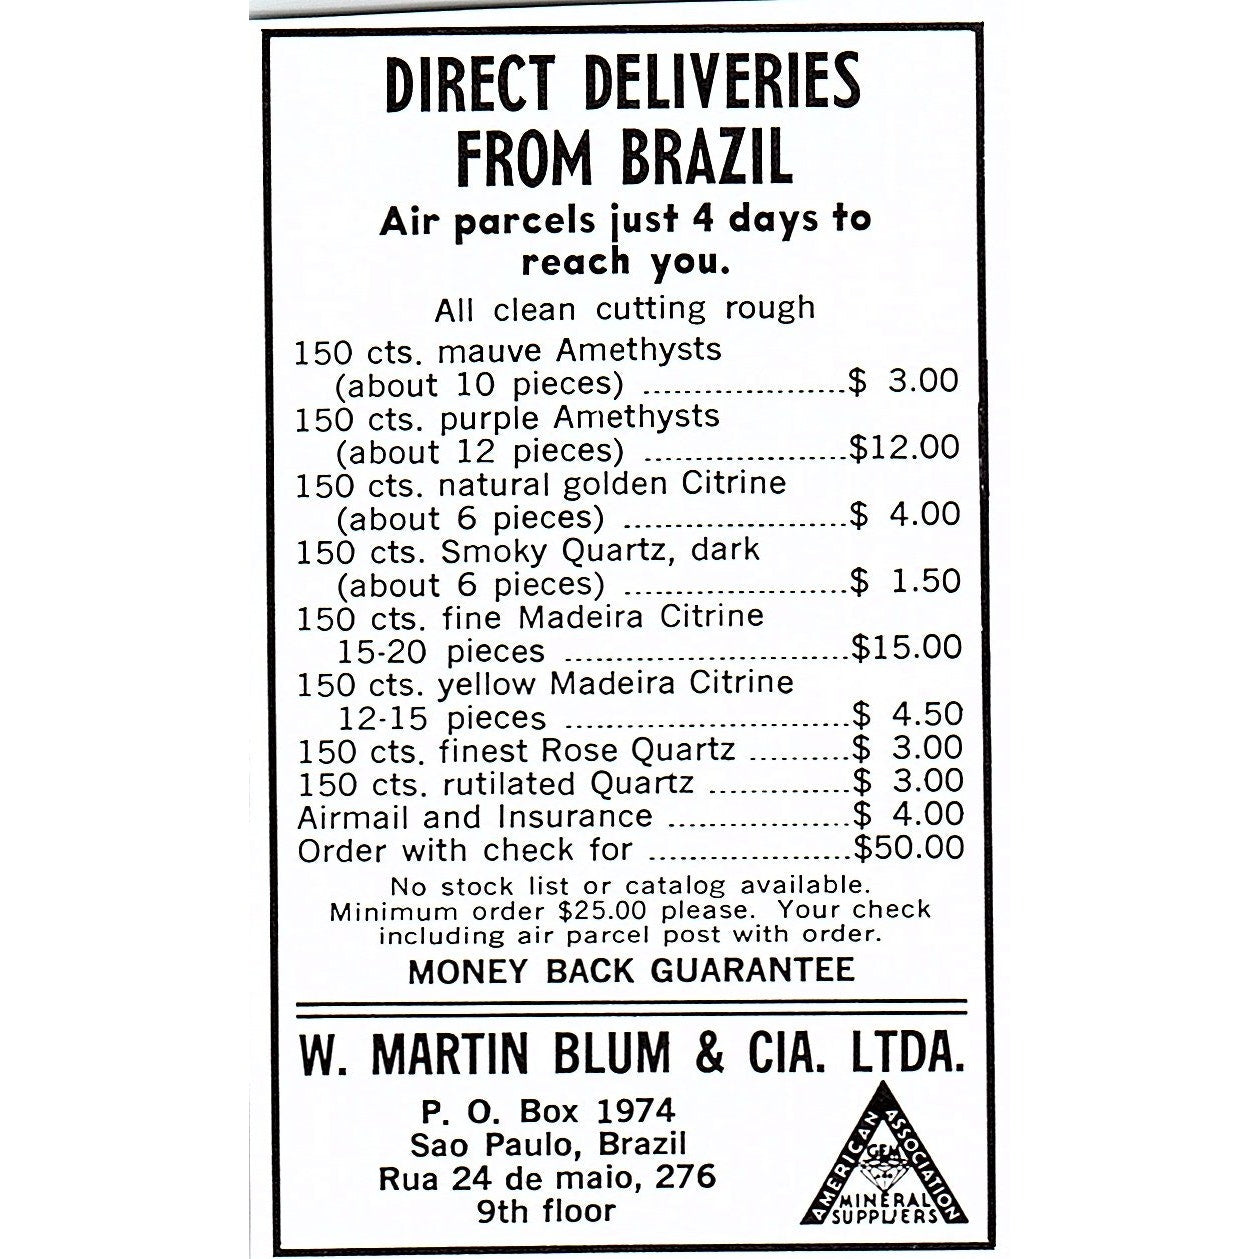 DIRECT DELIVERIES
FROM BRAZIL
Air parcels just 4 days to
reach you.
All clean cutting rough
150 cts. mauve Amethysts
(about 10 pieces) ....................$ 3.00
150 cts. purple Amethysts
(about 12 pieces) ....................$12.00
150 cts. natural golden Citrine
(about 6 pieces) ......................$ 4.00
150 cts. Smoky Quartz, dark
(about 6 pieces) ......................$ 1.50
150 cts. fine Madeira Citrine
15-20 pieces ............................$15.00
150 cts. yellow Madeira Citrine
12-15 pieces ............................$ 4.50
150 cts. finest Rose Quartz ..........$ 3.00
150 cts. rutilated Quartz ..............$ 3.00
Airmail and Insurance ..................$ 4.00
Order with check for ....................$50.00
No stock list or catalog available.
Minimum order $25.00 please. Your check
including air parcel post with order.
MONEY BACK GUARANTEE
W. MARTIN BLUM & CIA. LTDA.
P. O. Box 1974
Sao Paulo, Brazil
Rua 24 de maio, 276
9th floor
AMERICAN
ASSOCIATION
GEM
MINERAL
SUPPLIERS